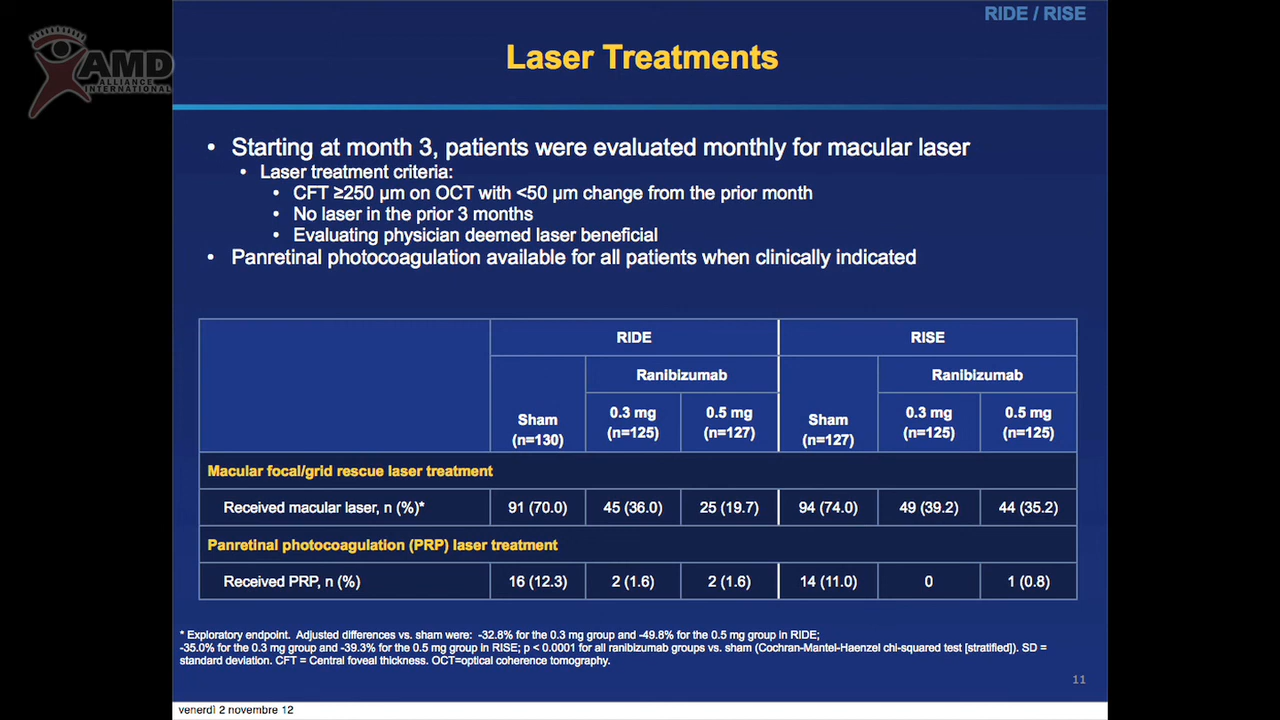 RIDE / RISE
AMD
ALLIANCE
INTERNATIONAL
Laser Treatments
• Starting at month 3, patients were evaluated monthly for macular laser
• Laser treatment criteria:
• CFT ≥250 μm on OCT with <50 μm change from the prior month
• No laser in the prior 3 months
• Evaluating physician deemed laser beneficial
• Panretinal photocoagulation available for all patients when clinically indicated
RIDE RISE
Ranibizumab Ranibizumab
Sham (n=130) 0.3 mg (n=125) 0.5 mg (n=127) Sham (n=127) 0.3 mg (n=125) 0.5 mg (n=125)
Macular focal/grid rescue laser treatment
Received macular laser, n (%)* 91 (70.0) 45 (36.0) 25 (19.7) 94 (74.0) 49 (39.2) 44 (35.2)
Panretinal photocoagulation (PRP) laser treatment
Received PRP, n (%) 16 (12.3) 2 (1.6) 2 (1.6) 14 (11.0) 0 1 (0.8)
* Exploratory endpoint. Adjusted differences vs. sham were: -32.8% for the 0.3 mg group and -49.8% for the 0.5 mg group in RIDE;
-35.0% for the 0.3 mg group and -39.3% for the 0.5 mg group in RISE; p < 0.0001 for all ranibizumab groups vs. sham (Cochran-Mantel-Haenzel chi-squared test [stratified]). SD =
standard deviation. CFT = Central foveal thickness. OCT=optical coherence tomography.
11
venerdì 2 novembre 12